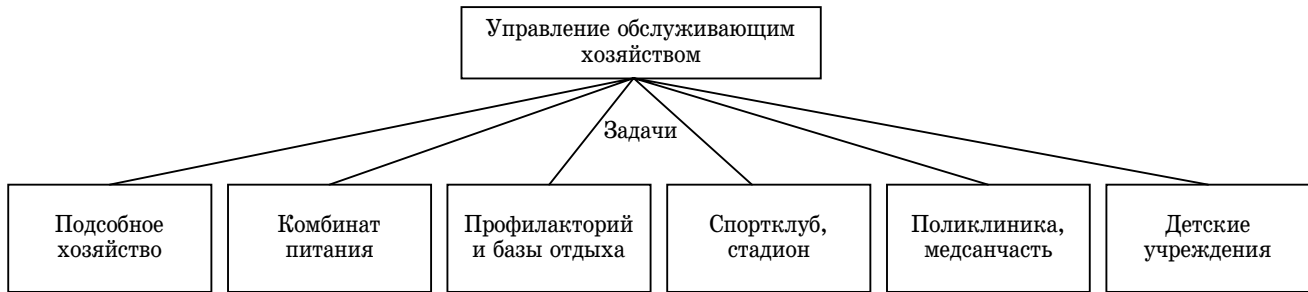 Управление обслуживающим
хозяйством
Задачи
Подсобное
хозяйство
Комбинат
питания
Профилакторий
и базы отдыха
Спортклуб,
стадион
Поликлиника,
медсанчасть
Детские
учреждения